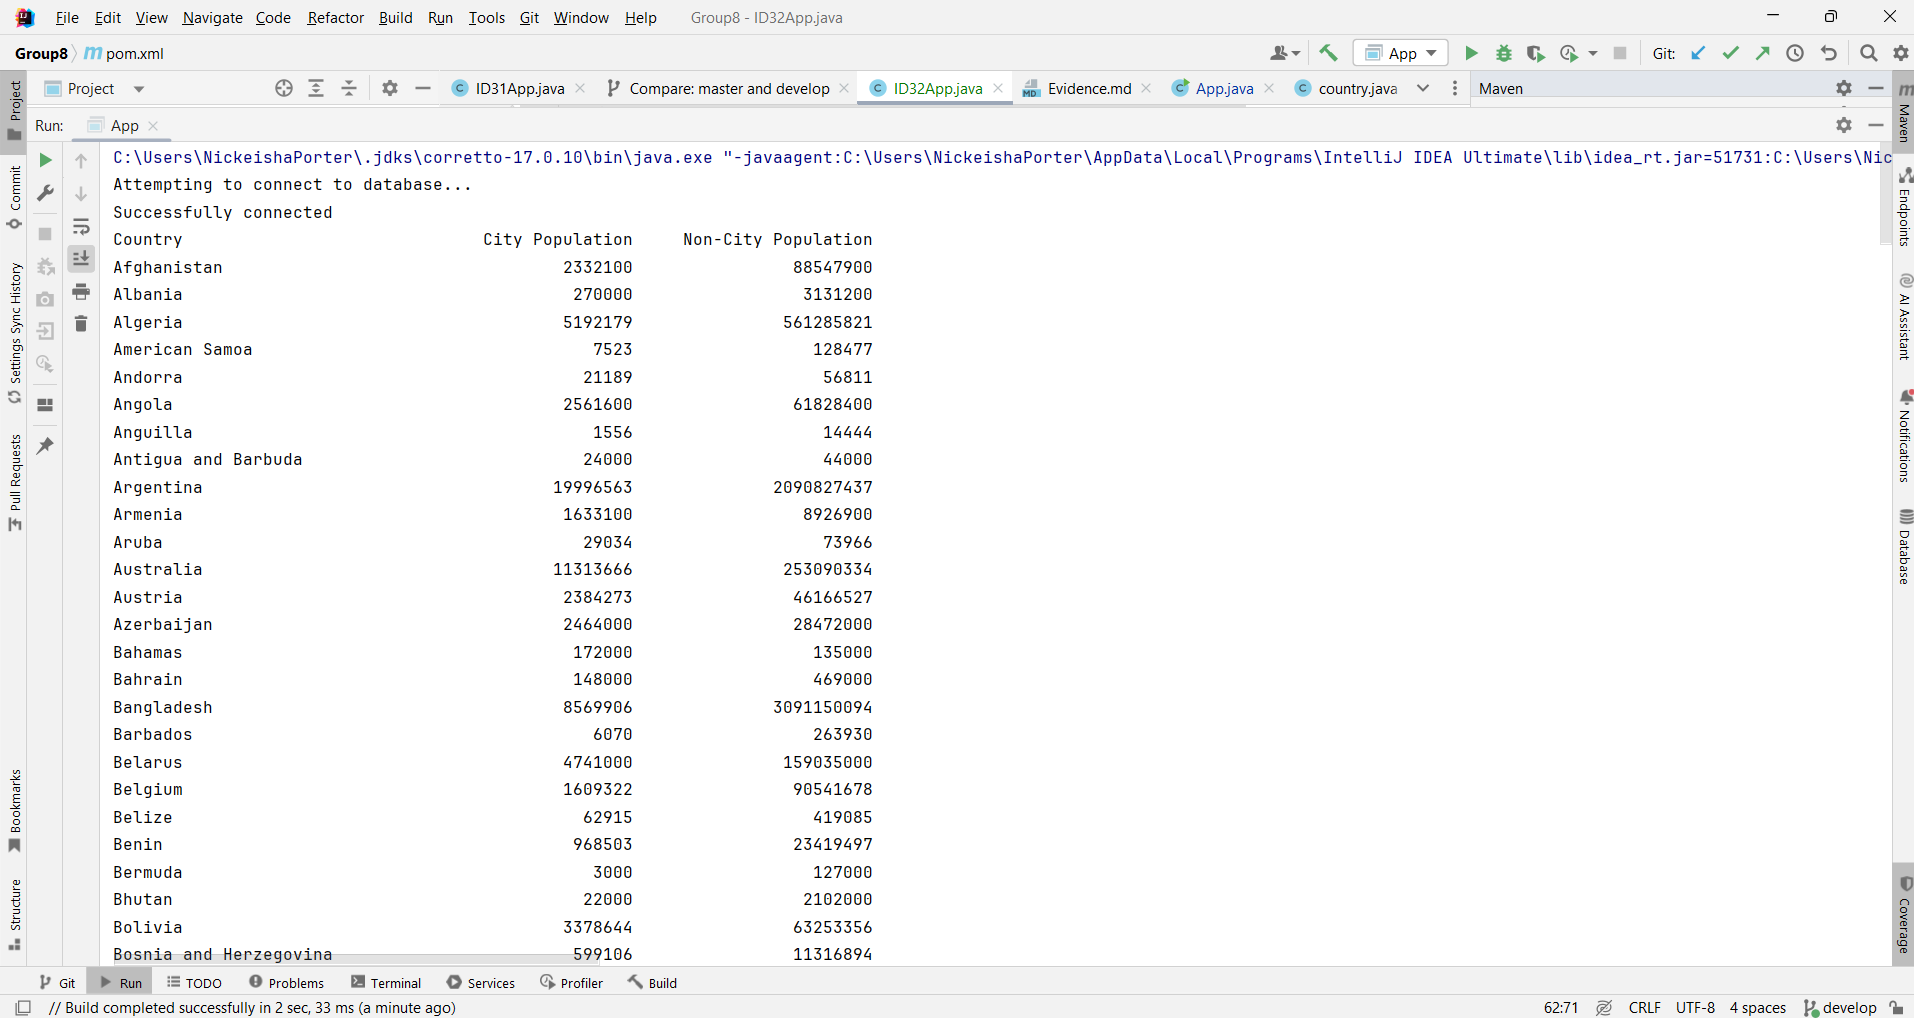 File Edit View Navigate Code Refactor Build Run Tools Git Window Help Group8 - ID32App.java
Group8 pom.xml App Git:
Project ID31App.java Compare: master and develop ID32App.java Evidence.md App.java country.java Maven
Run: App
C:\Users\NickeishaPorter\.jdks\corretto-17.0.10\bin\java.exe "-javaagent:C:\Users\NickeishaPorter\AppData\Local\Programs\IntelliJ IDEA Ultimate\lib\idea_rt.jar=51731:C:\Users\Nic
Attempting to connect to database...
Successfully connected
Country City Population Non-City Population
Afghanistan 2332100 88547900
Albania 270000 3131200
Algeria 5192179 561285821
American Samoa 7523 128477
Andorra 21189 56811
Angola 2561600 61828400
Anguilla 1556 14444
Antigua and Barbuda 24000 44000
Argentina 19996563 2090827437
Armenia 1633100 8926900
Aruba 29034 73966
Australia 11313666 253090334
Austria 2384273 46166527
Azerbaijan 2464000 28472000
Bahamas 172000 135000
Bahrain 148000 469000
Bangladesh 8569906 3091150094
Barbados 6070 263930
Belarus 4741000 159035000
Belgium 1609322 90541678
Belize 62915 419085
Benin 968503 23419497
Bermuda 3000 127000
Bhutan 22000 2102000
Bolivia 3378644 63253356
Bosnia and Herzegovina 599106 11316894
Project
Commit
Settings Sync History
Pull Requests
Bookmarks
Structure
Maven
Endpoints
AI Assistant
Notifications
Database
Coverage
Git Run TODO Problems Terminal Services Profiler Build
// Build completed successfully in 2 sec, 33 ms (a minute ago) 62:71 CRLF UTF-8 4 spaces develop